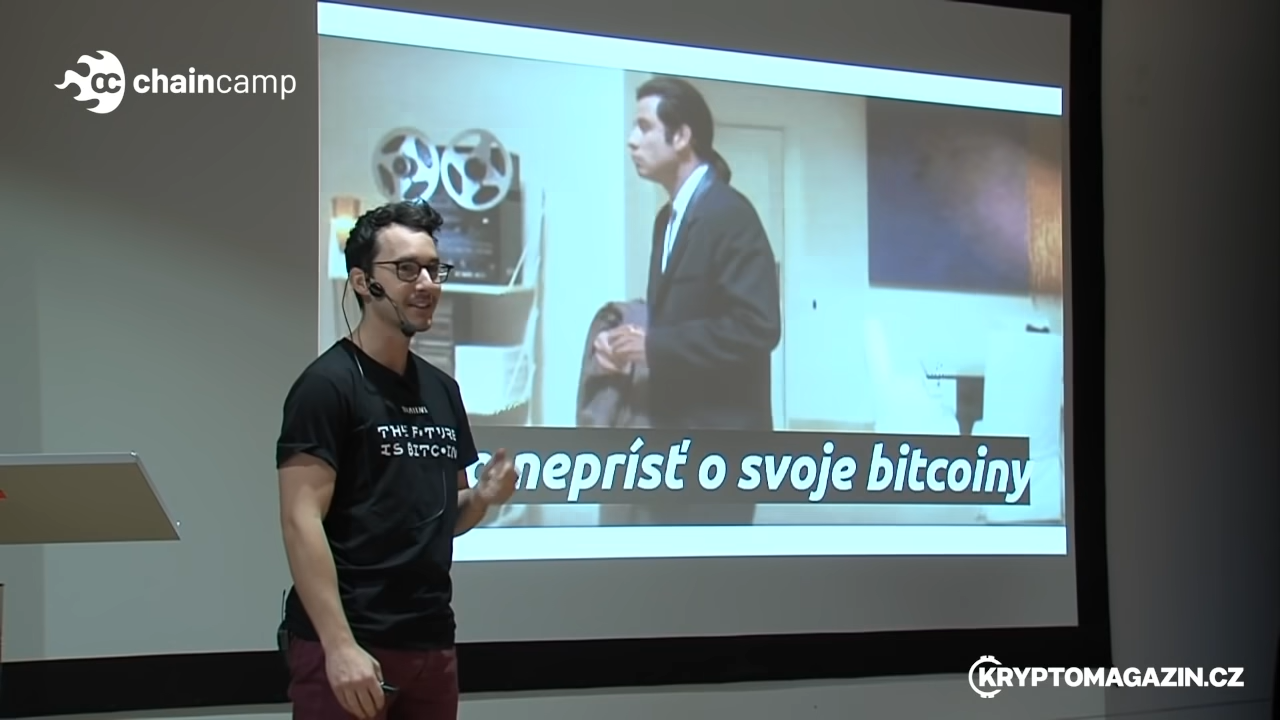 chaincamp
THE FUTURE
IS BITCOIN
neprísť o svoje bitcoiny
KRYPTOMAGAZIN.CZ